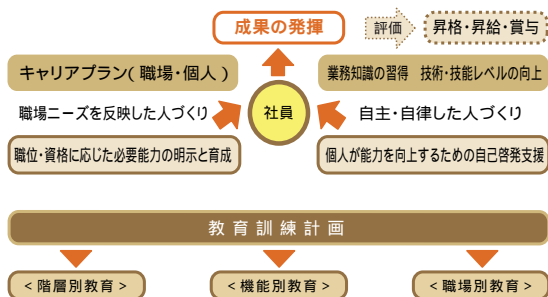 成果の発揮
評価
昇格・昇給・賞与
キャリアプラン(職場・個人)
業務知識の習得 技術・技能レベルの向上
職場ニーズを反映した人づくり
社員
自主・自律した人づくり
職位・資格に応じた必要能力の明示と育成
個人が能力を向上するための自己啓発支援
教育訓練計画
<階層別教育>
<機能別教育>
<職場別教育>